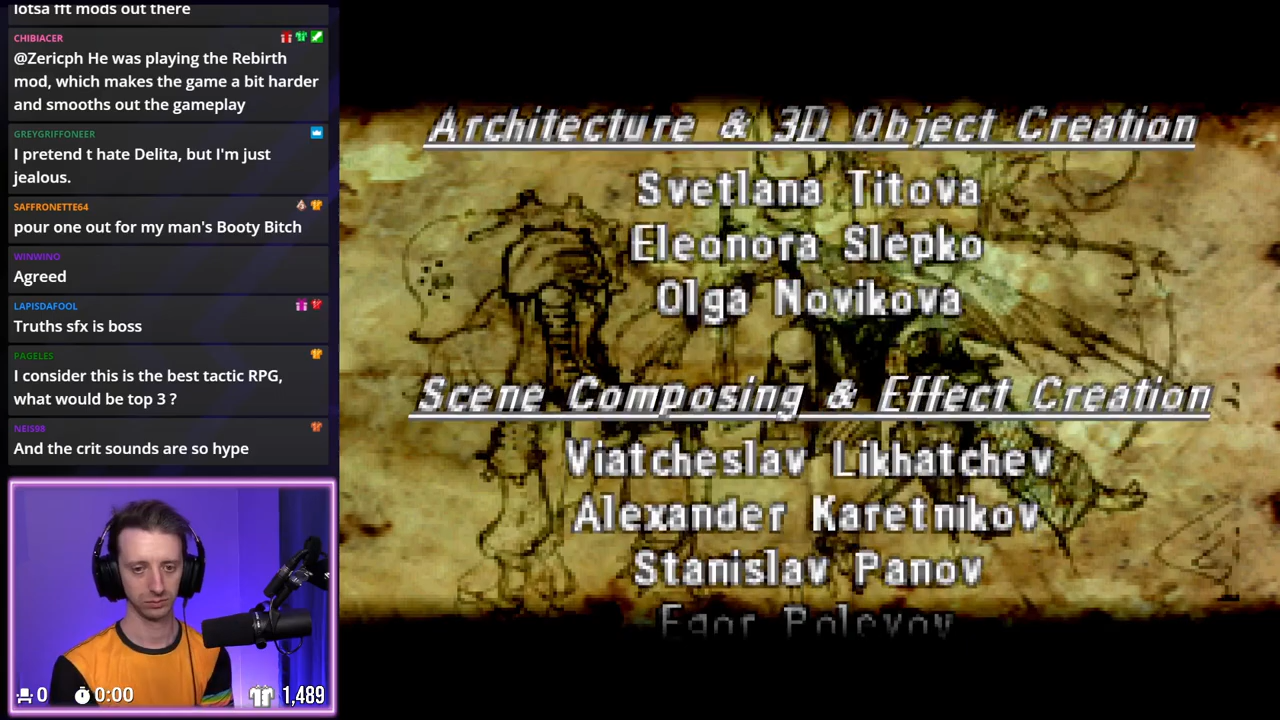 lotsa fft mods out there
CHIBIACER
@Zericph He was playing the Rebirth
mod, which makes the game a bit harder
and smooths out the gameplay
GREYGRIFFONEER
I pretend t hate Delita, but I'm just
jealous.
SAFFRONETTE64
pour one out for my man's Booty Bitch
WINWINO
Agreed
LAPISDAFOOL
Truths sfx is boss
PAGELES
I consider this is the best tactic RPG,
what would be top 3 ?
NEIS98
And the crit sounds are so hype
0
0:00
1,489
Architecture & 3D Object Creation
Svetlana Titova
Eleonora Slepko
Olga Novikova
Scene Composing & Effect Creation
Viatcheslav Likhatchev
Alexander Karetnikov
Stanislav Panov
Egor Polevov